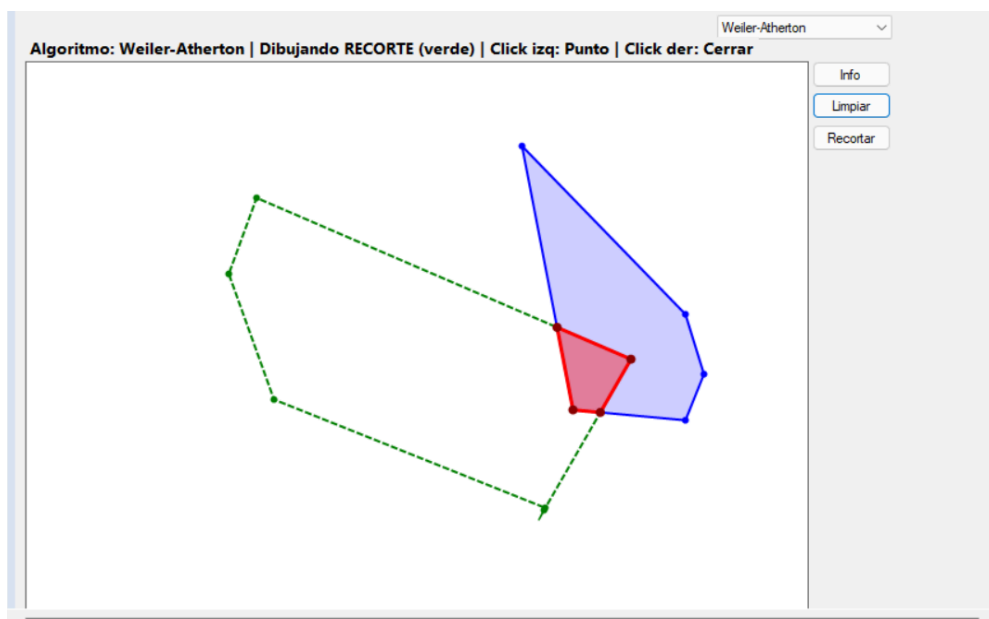 Weiler-Atherton
Algoritmo: Weiler-Atherton | Dibujando RECORTE (verde) | Click izq: Punto | Click der: Cerrar
Info
Limpiar
Recortar